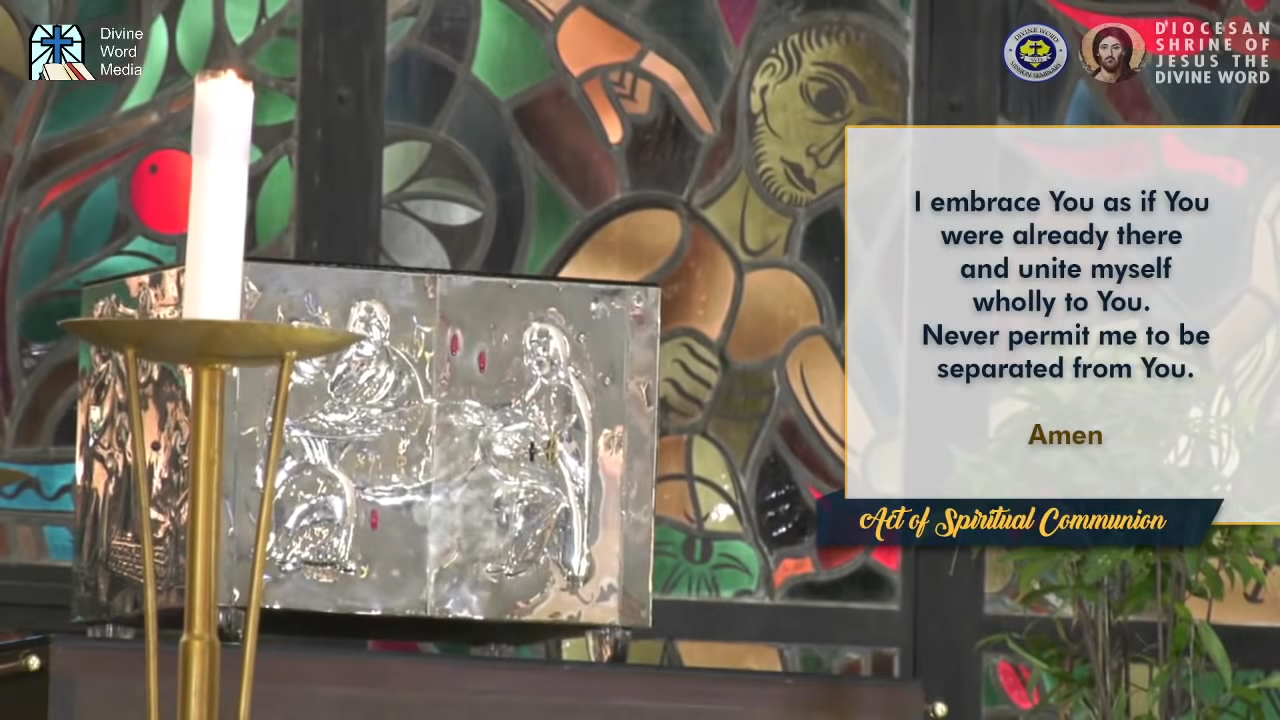 Divine
Word
Media
DIOCESAN
SHRINE OF
JESUS THE
DIVINE WORD
I embrace You as if You
were already there
and unite myself
wholly to You.
Never permit me to be
separated from You.
Amen
Act of Spiritual Communion